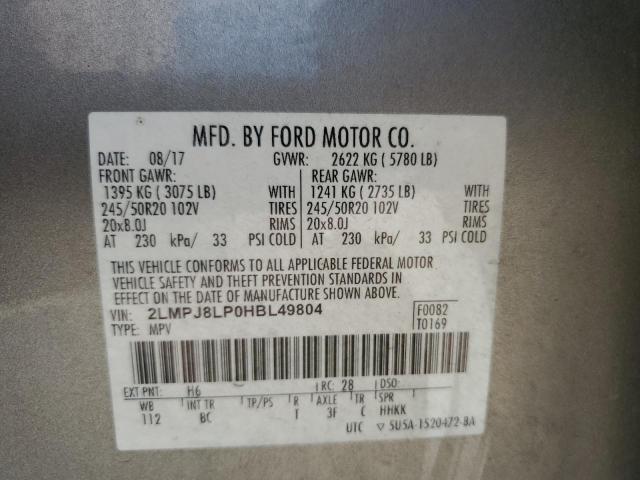 MFD. BY FORD MOTOR CO.
DATE: 08/17 GVWR: 2622 KG ( 5780 LB)
FRONT GAWR: REAR GAWR:
1395 KG ( 3075 LB) WITH 1241 KG ( 2735 LB) WITH
245/50R20 102V TIRES 245/50R20 102V TIRES
20x8.0J RIMS 20x8.0J RIMS
AT 230 kPa/ 33 PSI COLD AT 230 kPa/ 33 PSI COLD
THIS VEHICLE CONFORMS TO ALL APPLICABLE FEDERAL MOTOR
VEHICLE SAFETY AND THEFT PREVENTION STANDARDS IN
EFFECT ON THE DATE OF MANUFACTURE SHOWN ABOVE.
VIN: 2LMPJ8LP0HBL49804 F0082
TYPE: MPV T0169
EXT PNT: H6 RC: 28 DSO:
WB INT TR TP/PS R AXLE TR SPR
112 BC T 3F C HHKK
UTC ▽ 5U5A-1520472-BA